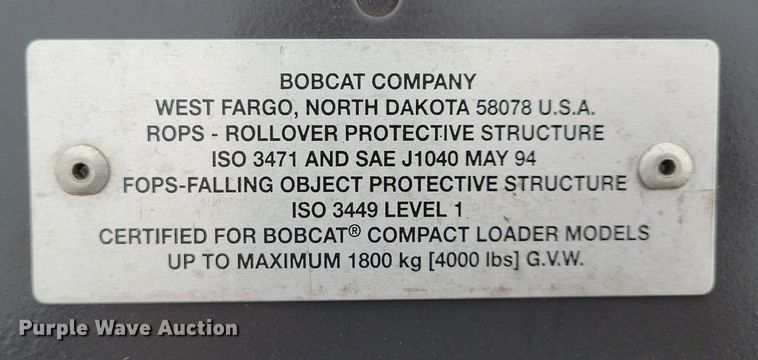 BOBCAT COMPANY
WEST FARGO, NORTH DAKOTA 58078 U.S.A.
ROPS - ROLLOVER PROTECTIVE STRUCTURE
ISO 3471 AND SAE J1040 MAY 94
FOPS-FALLING OBJECT PROTECTIVE STRUCTURE
ISO 3449 LEVEL 1
CERTIFIED FOR BOBCAT® COMPACT LOADER MODELS
UP TO MAXIMUM 1800 kg [4000 lbs] G.V.W.
Purple Wave Auction